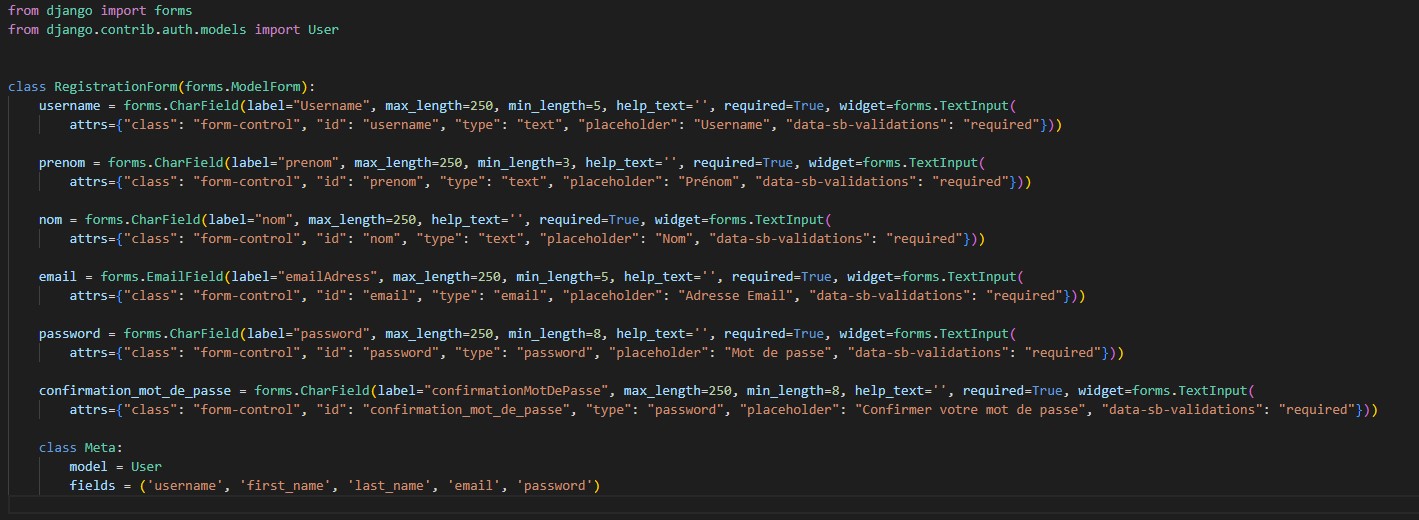 from django import forms
from django.contrib.auth.models import User
class RegistrationForm(forms.ModelForm):
username = forms.CharField(label="Username", max_length=250, min_length=5, help_text='', required=True, widget=forms.TextInput(
attrs={"class": "form-control", "id": "username", "type": "text", "placeholder": "Username", "data-sb-validations": "required"}))
prenom = forms.CharField(label="prenom", max_length=250, min_length=3, help_text='', required=True, widget=forms.TextInput(
attrs={"class": "form-control", "id": "prenom", "type": "text", "placeholder": "Prénom", "data-sb-validations": "required"}))
nom = forms.CharField(label="nom", max_length=250, help_text='', required=True, widget=forms.TextInput(
attrs={"class": "form-control", "id": "nom", "type": "text", "placeholder": "Nom", "data-sb-validations": "required"}))
email = forms.EmailField(label="emailAdress", max_length=250, min_length=5, help_text='', required=True, widget=forms.TextInput(
attrs={"class": "form-control", "id": "email", "type": "email", "placeholder": "Adresse Email", "data-sb-validations": "required"}))
password = forms.CharField(label="password", max_length=250, min_length=8, help_text='', required=True, widget=forms.TextInput(
attrs={"class": "form-control", "id": "password", "type": "password", "placeholder": "Mot de passe", "data-sb-validations": "required"}))
confirmation_mot_de_passe = forms.CharField(label="confirmationMotDePasse", max_length=250, min_length=8, help_text='', required=True, widget=forms.TextInput(
attrs={"class": "form-control", "id": "confirmation_mot_de_passe", "type": "password", "placeholder": "Confirmer votre mot de passe", "data-sb-validations": "required"}))
class Meta:
model = User
fields = ('username', 'first_name', 'last_name', 'email', 'password')